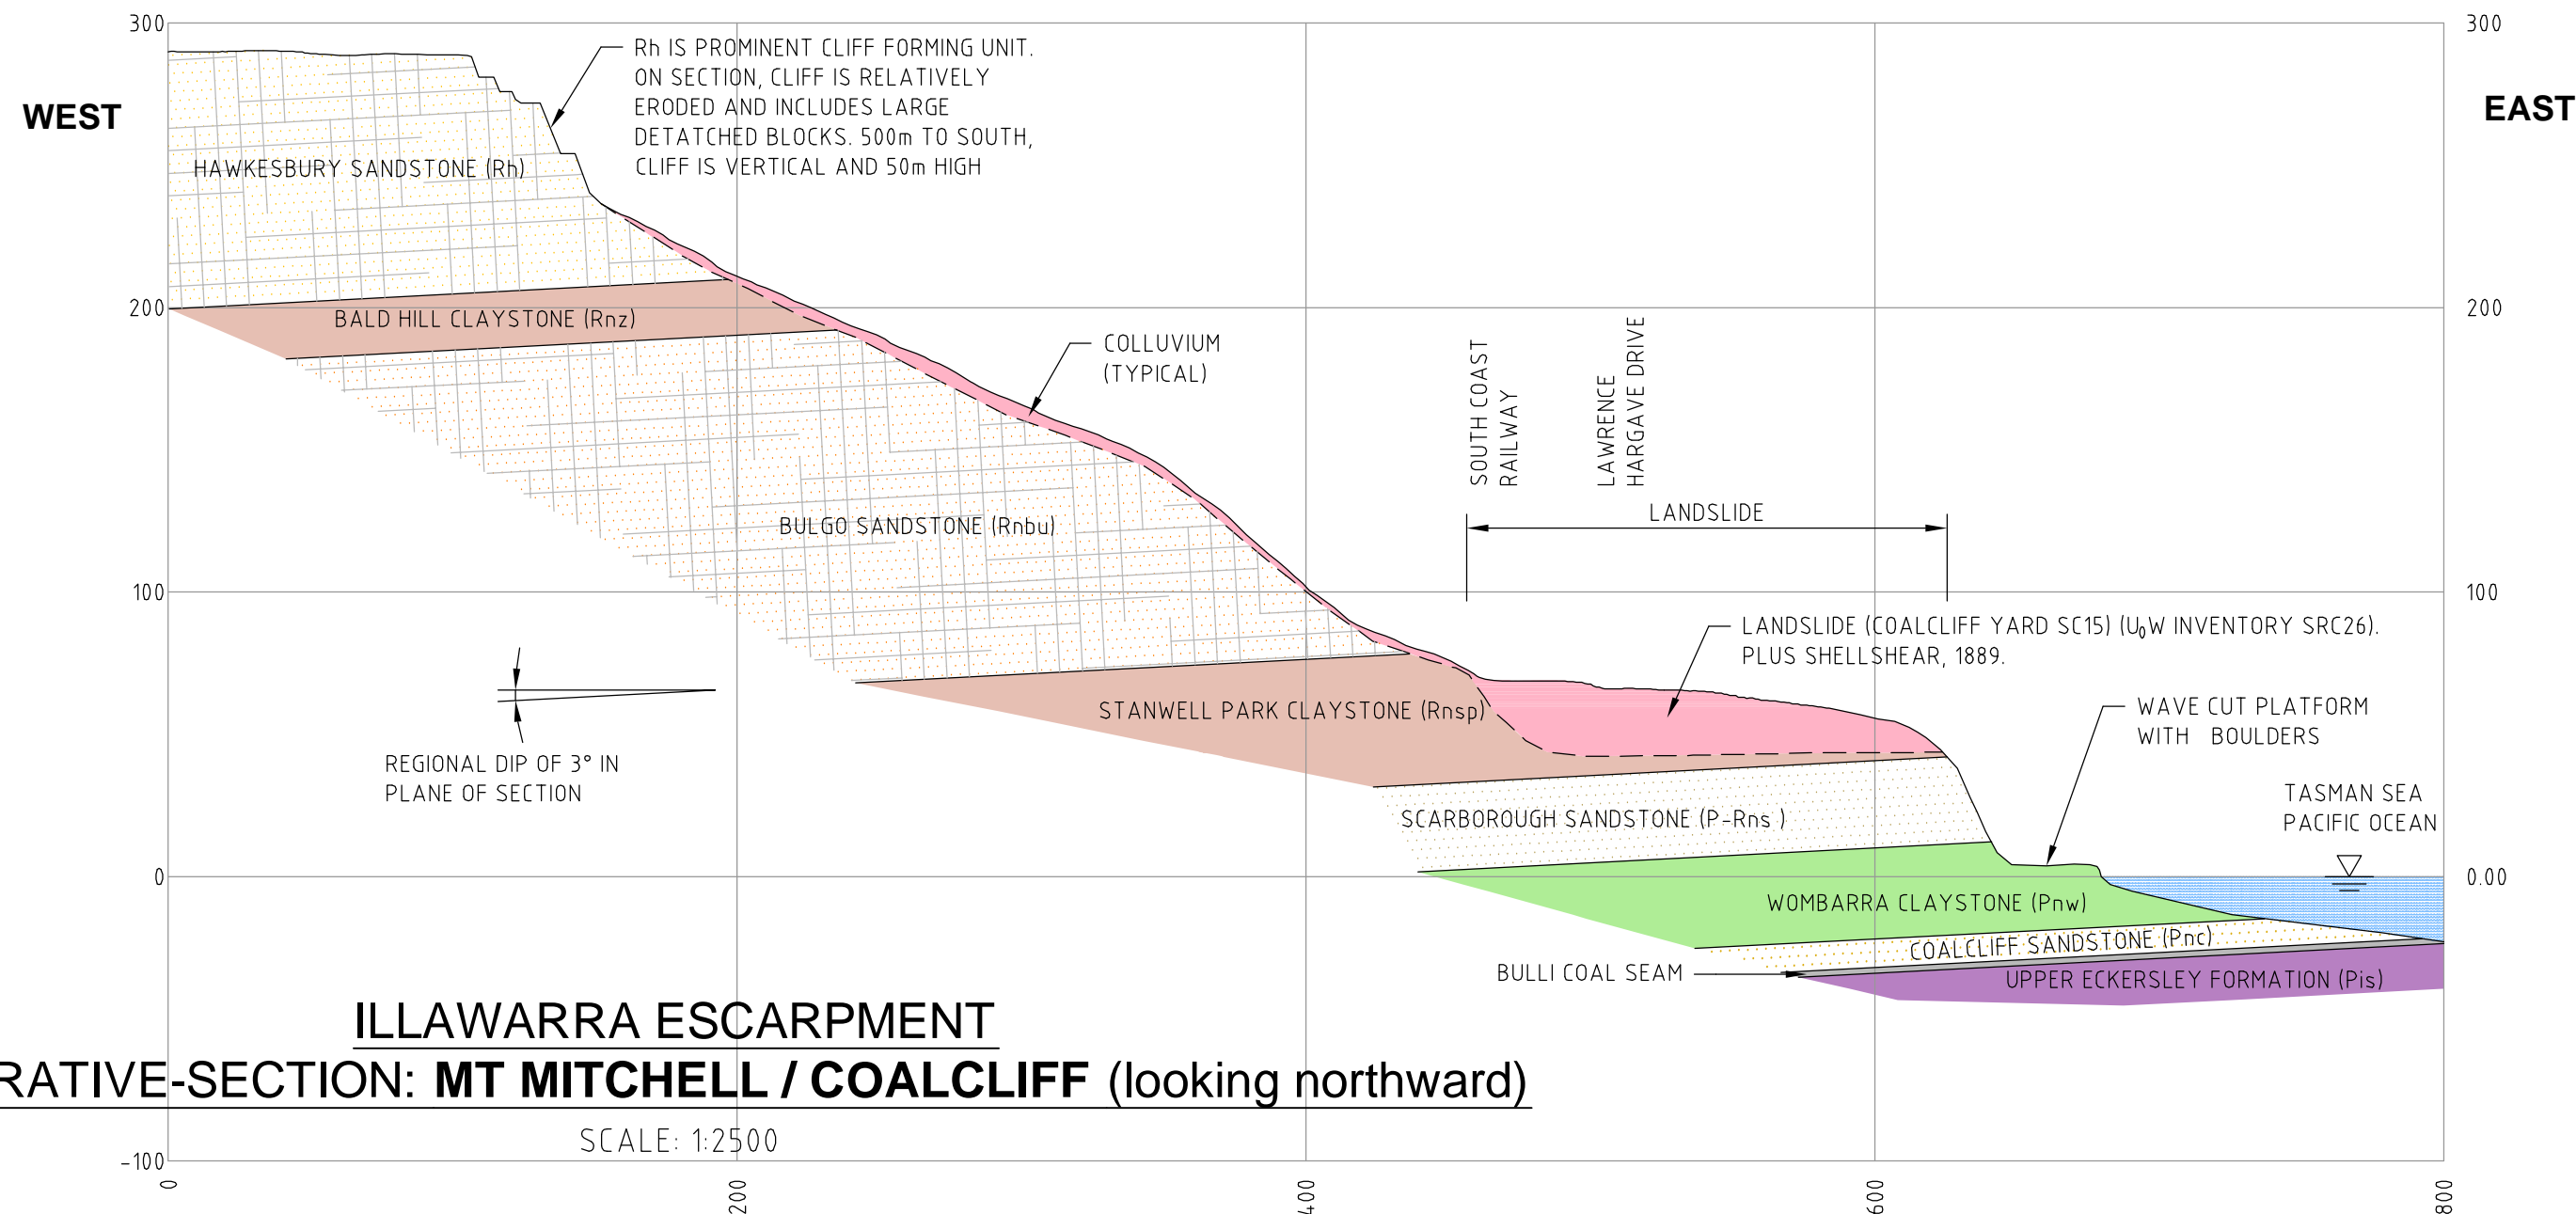 300
300
WEST
EAST
Rh IS PROMINENT CLIFF FORMING UNIT.
ON SECTION, CLIFF IS RELATIVELY
ERODED AND INCLUDES LARGE
DETATCHED BLOCKS. 500m TO SOUTH,
CLIFF IS VERTICAL AND 50m HIGH
HAWKESBURY SANDSTONE (Rh)
200
200
BALD HILL CLAYSTONE (Rnz)
COLLUVIUM
(TYPICAL)
SOUTH COAST
RAILWAY
LAWRENCE
HARGAVE DRIVE
LANDSLIDE
BULGO SANDSTONE (Rnbu)
100
100
LANDSLIDE (COALCLIFF YARD SC15) (U₀W INVENTORY SRC26).
PLUS SHELLSHEAR, 1889.
STANWELL PARK CLAYSTONE (Rnsp)
WAVE CUT PLATFORM
WITH BOULDERS
REGIONAL DIP OF 3° IN
PLANE OF SECTION
TASMAN SEA
PACIFIC OCEAN
SCARBOROUGH SANDSTONE (P-Rns )
0
0.00
WOMBARRA CLAYSTONE (Pnw)
COALCLIFF SANDSTONE (Pnc)
BULLI COAL SEAM
UPPER ECKERSLEY FORMATION (Pis)
ILLAWARRA ESCARPMENT
RATIVE-SECTION: MT MITCHELL / COALCLIFF (looking northward)
SCALE: 1:2500
-100
0
200
400
600
800